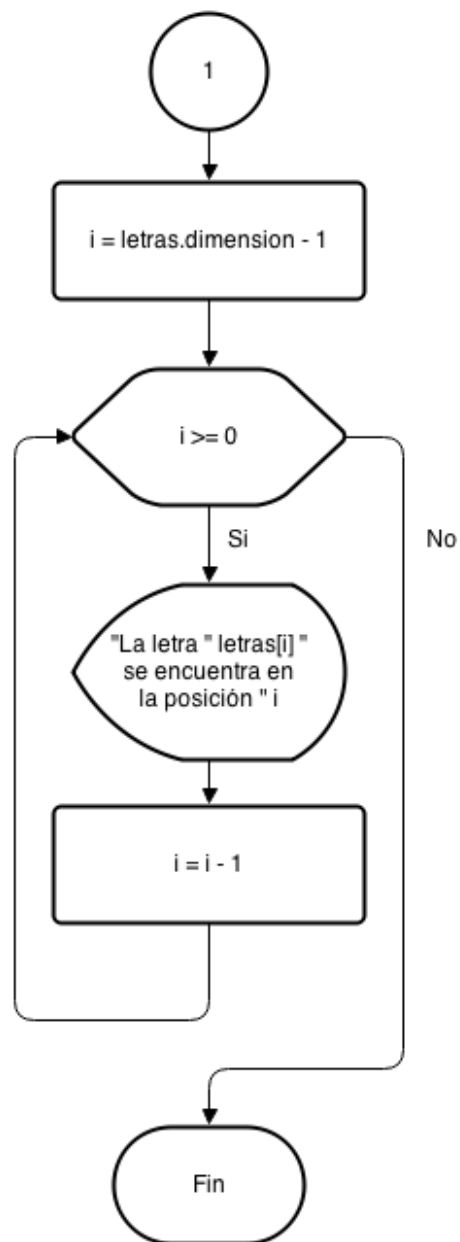 1
i = letras.dimension - 1
i >= 0
Si
No
"La letra " letras[i] "
se encuentra en
la posición " i
i = i - 1
Fin